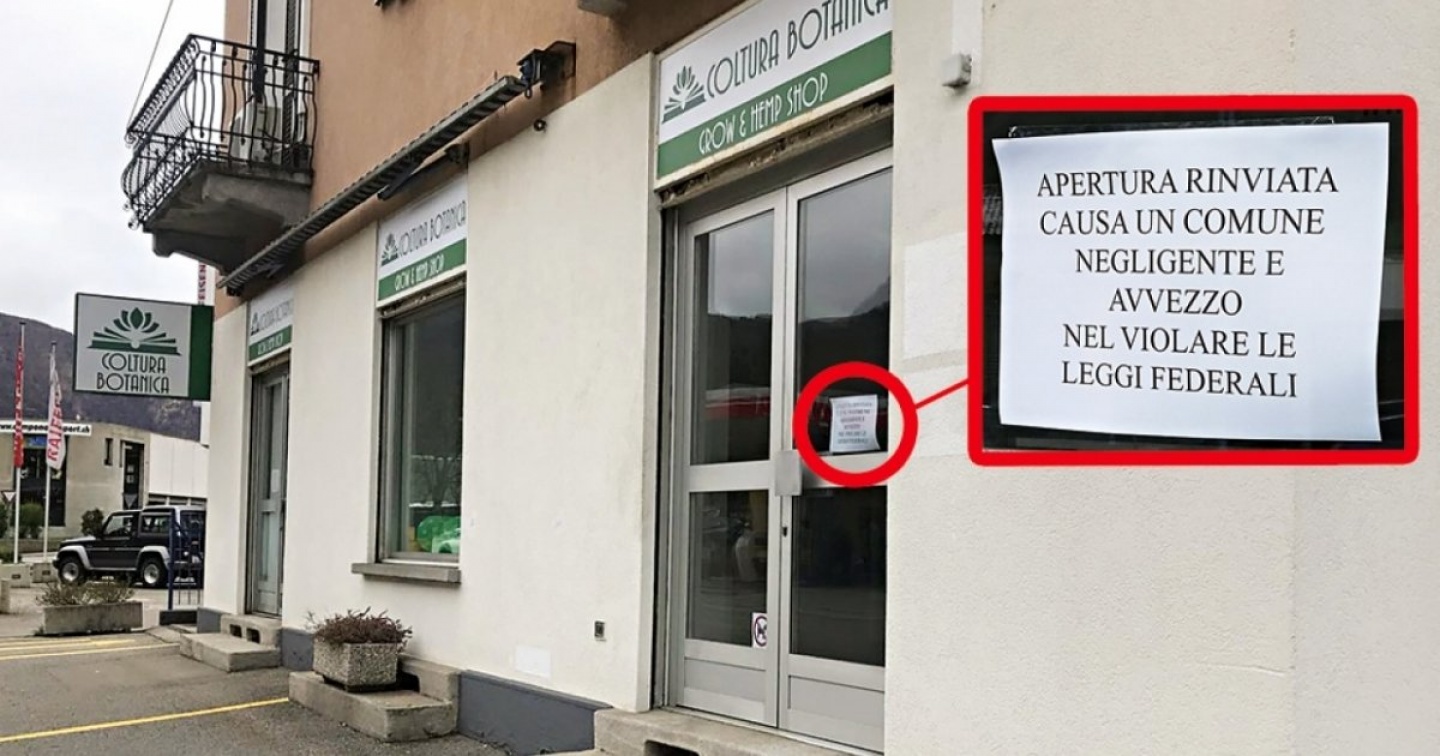 COLTURA BOTANICA
GROW & HEMP SHOP
COLTURA BOTANICA
GROW & HEMP SHOP
COLTURA
BOTANICA
APERTURA RINVIATA
CAUSA UN COMUNE
NEGLIGENTE E
AVVEZZO
NEL VIOLARE LE
LEGGI FEDERALI